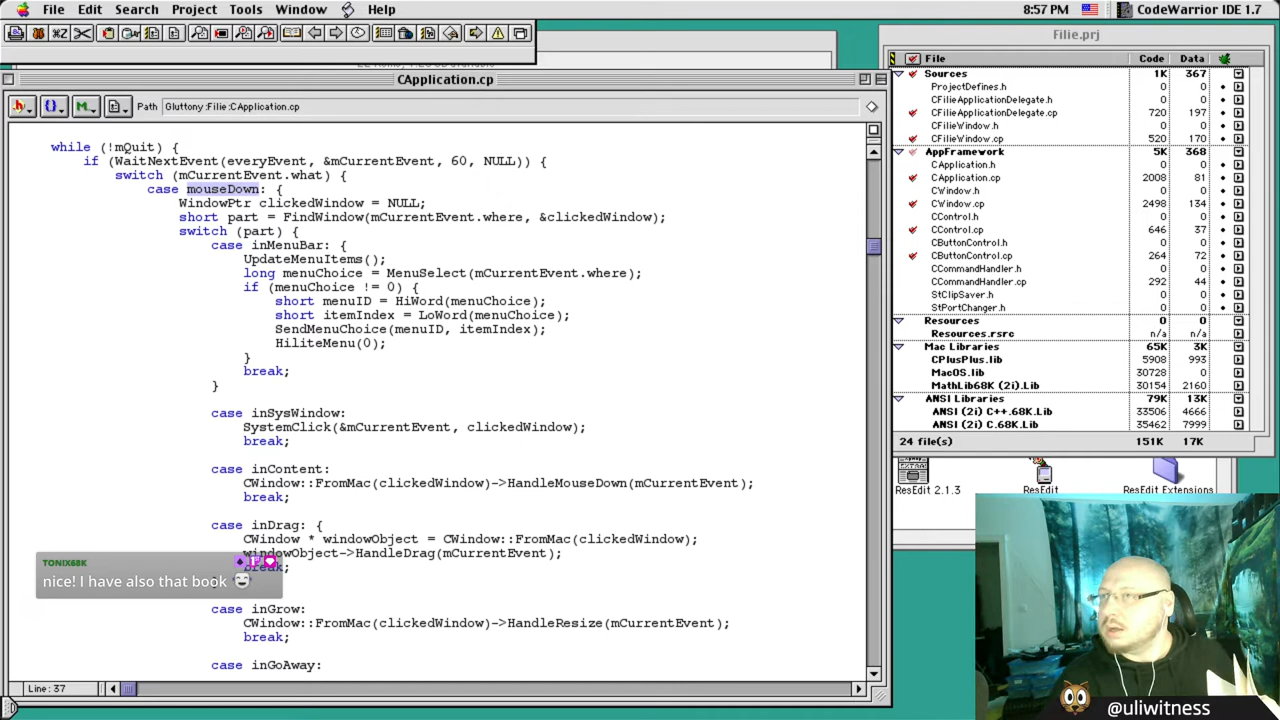 File Edit Search Project Tools Window Help 8:57 PM CodeWarrior IDE 1.7
CApplication.cp
Path Gluttony :Filie :CApplication.cp
while (!mQuit) {
if (WaitNextEvent(everyEvent, &mCurrentEvent, 60, NULL)) {
switch (mCurrentEvent.what) {
case mouseDown: {
WindowPtr clickedWindow = NULL;
short part = FindWindow(mCurrentEvent.where, &clickedWindow);
switch (part) {
case inMenuBar: {
UpdateMenuItems();
long menuChoice = MenuSelect(mCurrentEvent.where);
if (menuChoice != 0) {
short menuID = HiWord(menuChoice);
short itemIndex = LoWord(menuChoice);
SendMenuChoice(menuID, itemIndex);
HiliteMenu(0);
}
break;
}
case inSysWindow:
SystemClick(&mCurrentEvent, clickedWindow);
break;
case inContent:
CWindow::FromMac(clickedWindow)->HandleMouseDown(mCurrentEvent);
break;
case inDrag: {
CWindow * windowObject = CWindow::FromMac(clickedWindow);
windowObject->HandleDrag(mCurrentEvent);
break;
case inGrow:
CWindow::FromMac(clickedWindow)->HandleResize(mCurrentEvent);
break;
case inGoAway:
Line: 37
TONIX68K
nice! I have also that book
Filie.prj
File Code Data
Sources 1K 367
ProjectDefines.h 0 0
CFilieApplicationDelegate.h 0 0
CFilieApplicationDelegate.cp 720 197
CFilieWindow.h 0 0
CFilieWindow.cp 520 170
AppFramework 5K 368
CApplication.h 0 0
CApplication.cp 2008 81
CWindow.h 0 0
CWindow.cp 2498 134
CControl.h 0 0
CControl.cp 646 37
CButtonControl.h 0 0
CButtonControl.cp 264 72
CCommandHandler.h 0 0
CCommandHandler.cp 292 44
StClipSaver.h 0 0
StPortChanger.h 0 0
Resources 0 0
Resources.rsrc n/a n/a
Mac Libraries 65K 3K
CPlusPlus.lib 5908 993
MacOS.lib 30728 0
MathLib68K (2i).Lib 30154 2160
ANSI Libraries 79K 13K
ANSI (2i) C++.68K.Lib 33506 4666
ANSI (2i) C.68K.Lib 35462 7999
24 file(s) 151K 17K
ResEdit 2.1.3 ResEdit ResEdit Extensions
@uliwitness